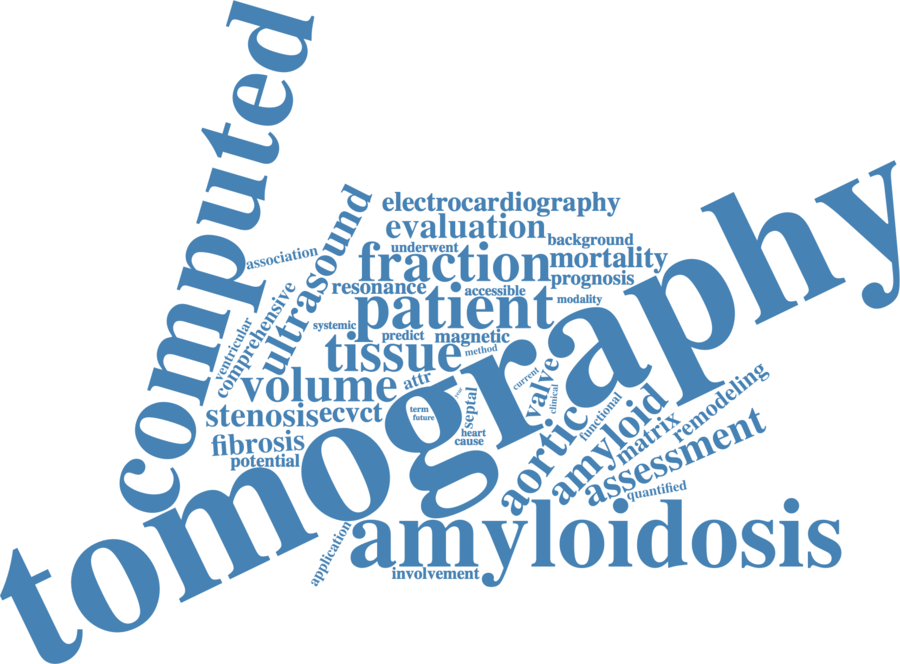 computed
tomography
electrocardiography
evaluation
underwent
background
fraction
mortality
association
ultrasound
resonance
accessible
prognosis
patient
modality
comprehensive
ventricular
systemic
predict
magnetic
tissue
method
volume
attr
current
valve
clinical
stenosis
ecvct
term
future
septal
heart
cause
fibrosis
potential
aortic
functional
amyloid
matrix
remodeling
assessment
quantified
amyloidosis
application
involvement